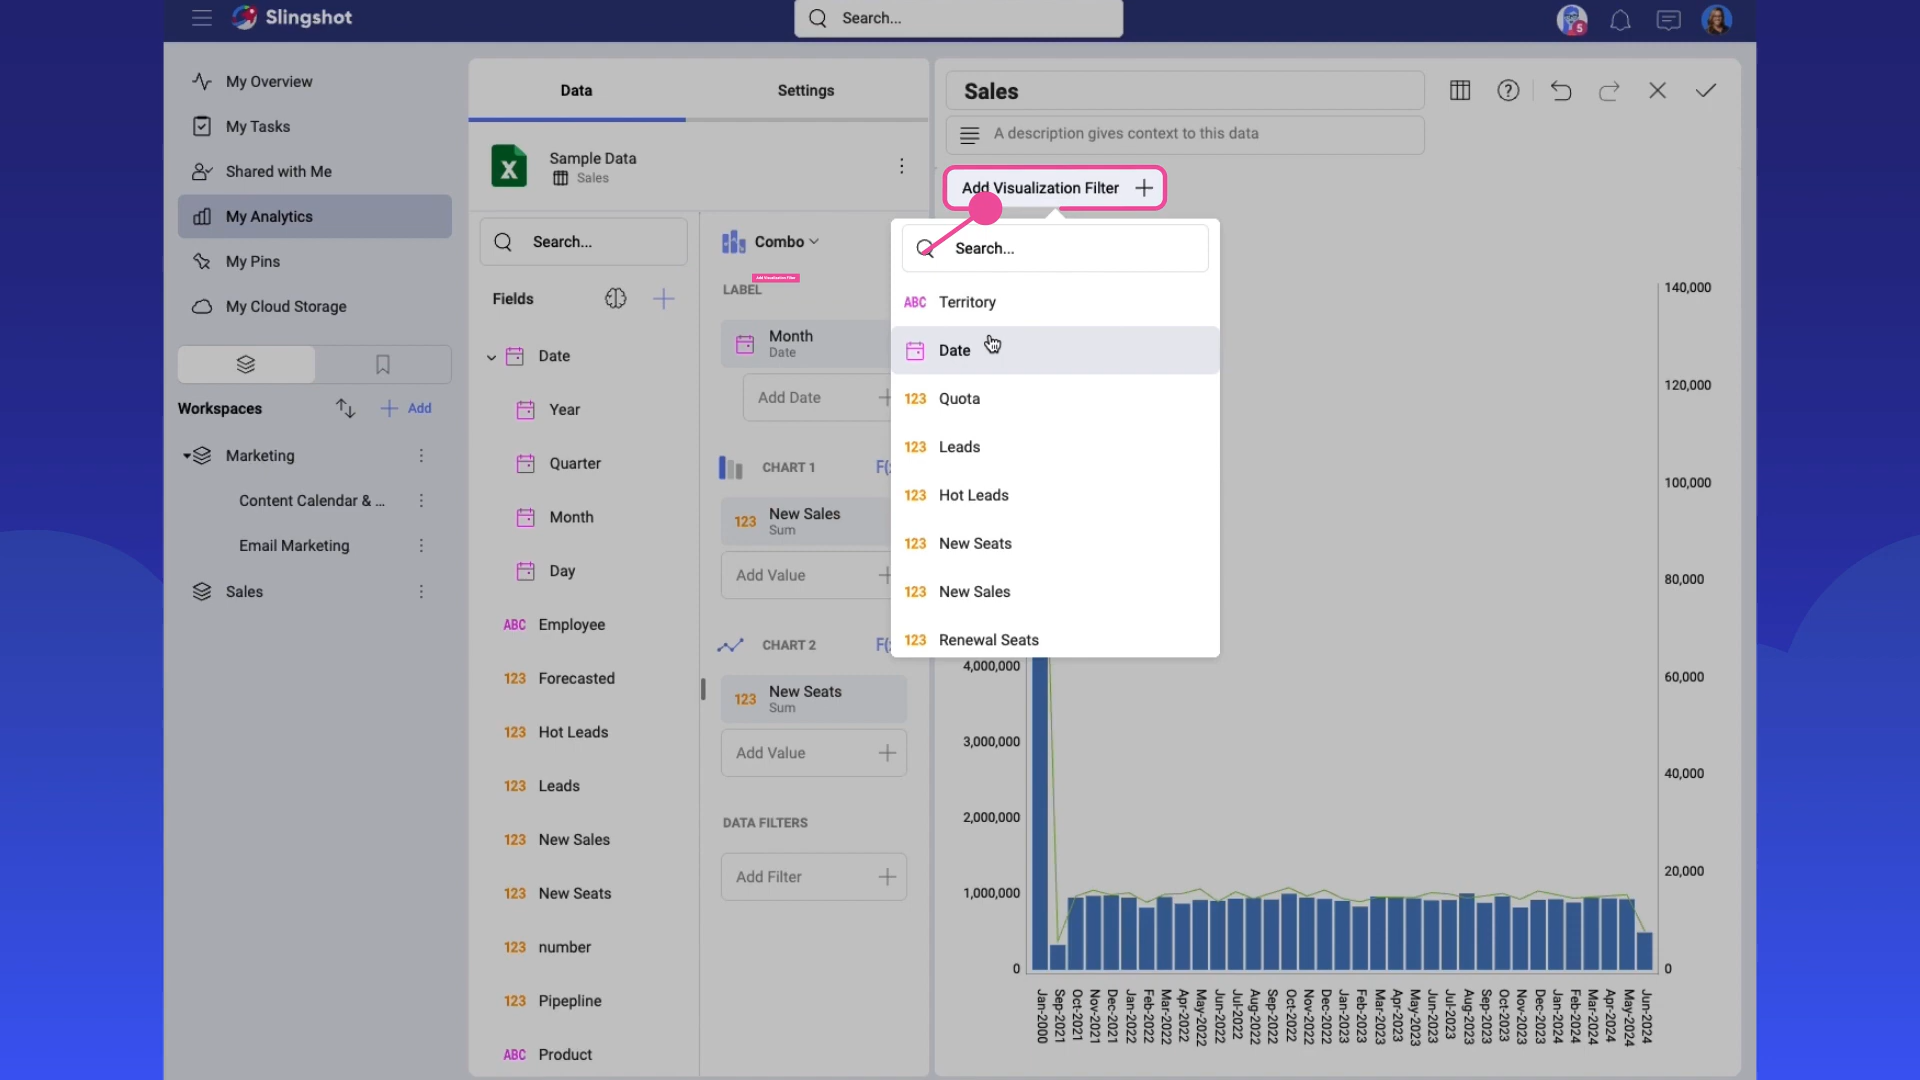 Slingshot
Search...
5
My Overview
My Tasks
Shared with Me
My Analytics
My Pins
My Cloud Storage
Workspaces
Add
Marketing
Content Calendar & ...
Email Marketing
Sales
Data
Settings
X
Sample Data
Sales
Search...
Fields
Date
Year
Quarter
Month
Day
ABC Employee
123 Forecasted
123 Hot Leads
123 Leads
123 New Sales
123 New Seats
123 number
123 Pipepline
ABC Product
Combo
Add Visualization Filter
LABEL
Month
Date
Add Date
CHART 1
F(
123 New Sales
Sum
Add Value
CHART 2
F(
123 New Seats
Sum
Add Value
DATA FILTERS
Add Filter
Sales
A description gives context to this data
Add Visualization Filter
Search...
ABC Territory
Date
123 Quota
123 Leads
123 Hot Leads
123 New Seats
123 New Sales
123 Renewal Seats
4,000,000
3,000,000
2,000,000
1,000,000
0
140,000
120,000
100,000
80,000
60,000
40,000
20,000
0
Jan-2000
Sep-2021
Oct-2021
Nov-2021
Dec-2021
Jan-2022
Feb-2022
Mar-2022
Apr-2022
May-2022
Jun-2022
Jul-2022
Aug-2022
Sep-2022
Oct-2022
Nov-2022
Dec-2022
Jan-2023
Feb-2023
Mar-2023
Apr-2023
May-2023
Jun-2023
Jul-2023
Aug-2023
Sep-2023
Oct-2023
Nov-2023
Dec-2023
Jan-2024
Feb-2024
Mar-2024
Apr-2024
May-2024
Jun-2024